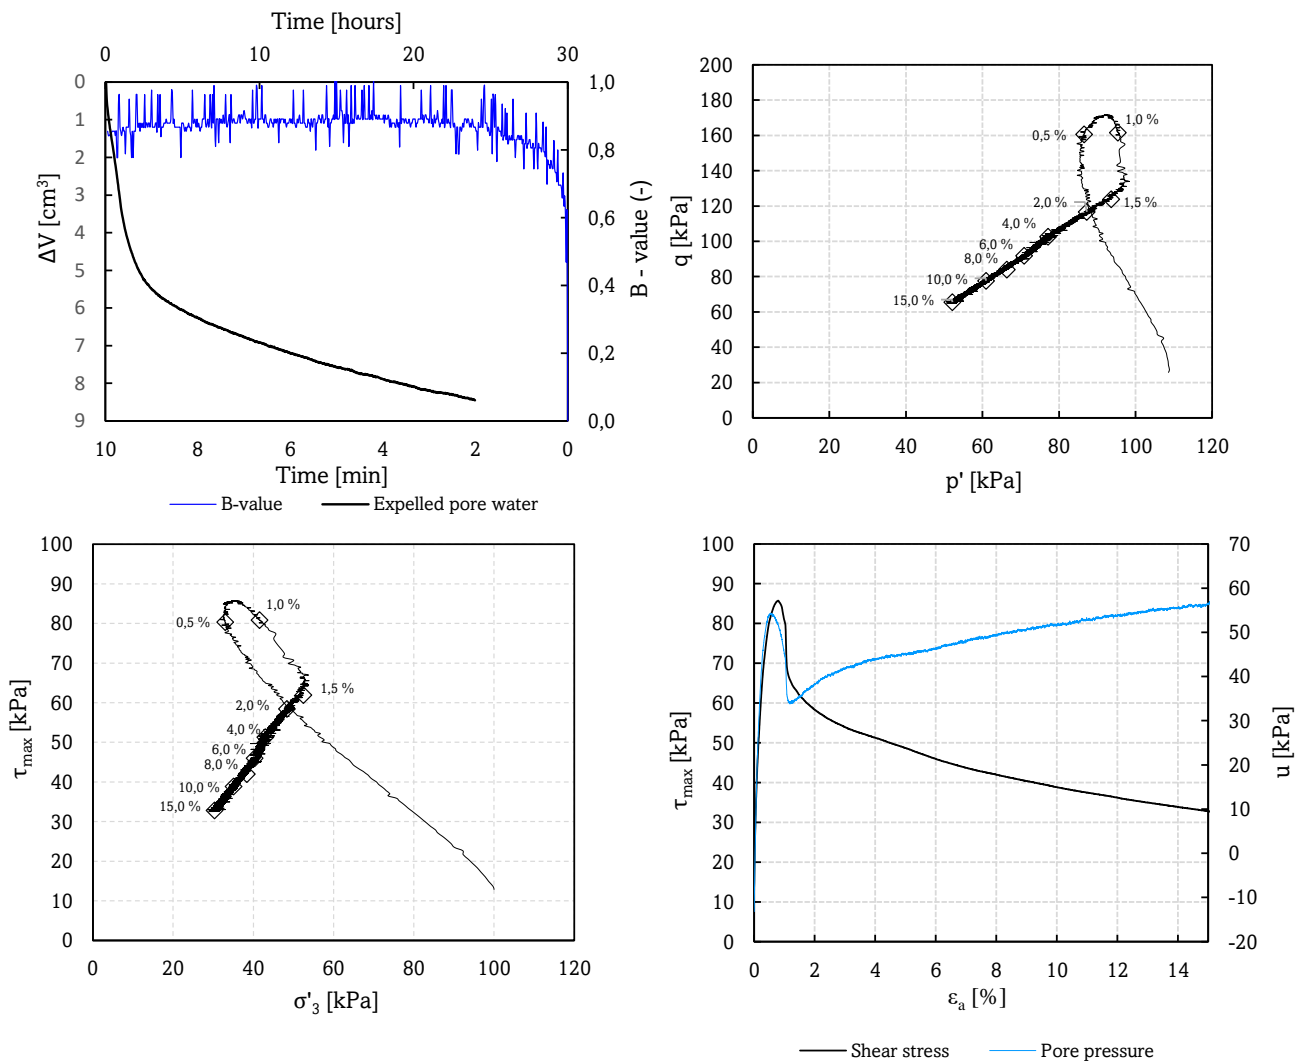 Time [hours]
0 10 20 30
0 1 2 3 4 5 6 7 8 9
ΔV [cm³]
1,0 0,8 0,6 0,4 0,2 0,0
B - value (-)
10 8 6 4 2 0
Time [min]
B-value Expelled pore water
200 180 160 140 120 100 80 60 40 20 0
q [kPa]
0,5 %
1,0 %
2,0 %
1,5 %
4,0 %
6,0 %
8,0 %
10,0 %
15,0 %
0 20 40 60 80 100 120
p' [kPa]
100 90 80 70 60 50 40 30 20 10 0
τmax [kPa]
1,0 %
0,5 %
1,5 %
2,0 %
4,0 %
6,0 %
8,0 %
10,0 %
15,0 %
0 20 40 60 80 100 120
σ'3 [kPa]
100 90 80 70 60 50 40 30 20 10 0
τmax [kPa]
70 60 50 40 30 20 10 0 -10 -20
u [kPa]
0 2 4 6 8 10 12 14
εa [%]
Shear stress Pore pressure